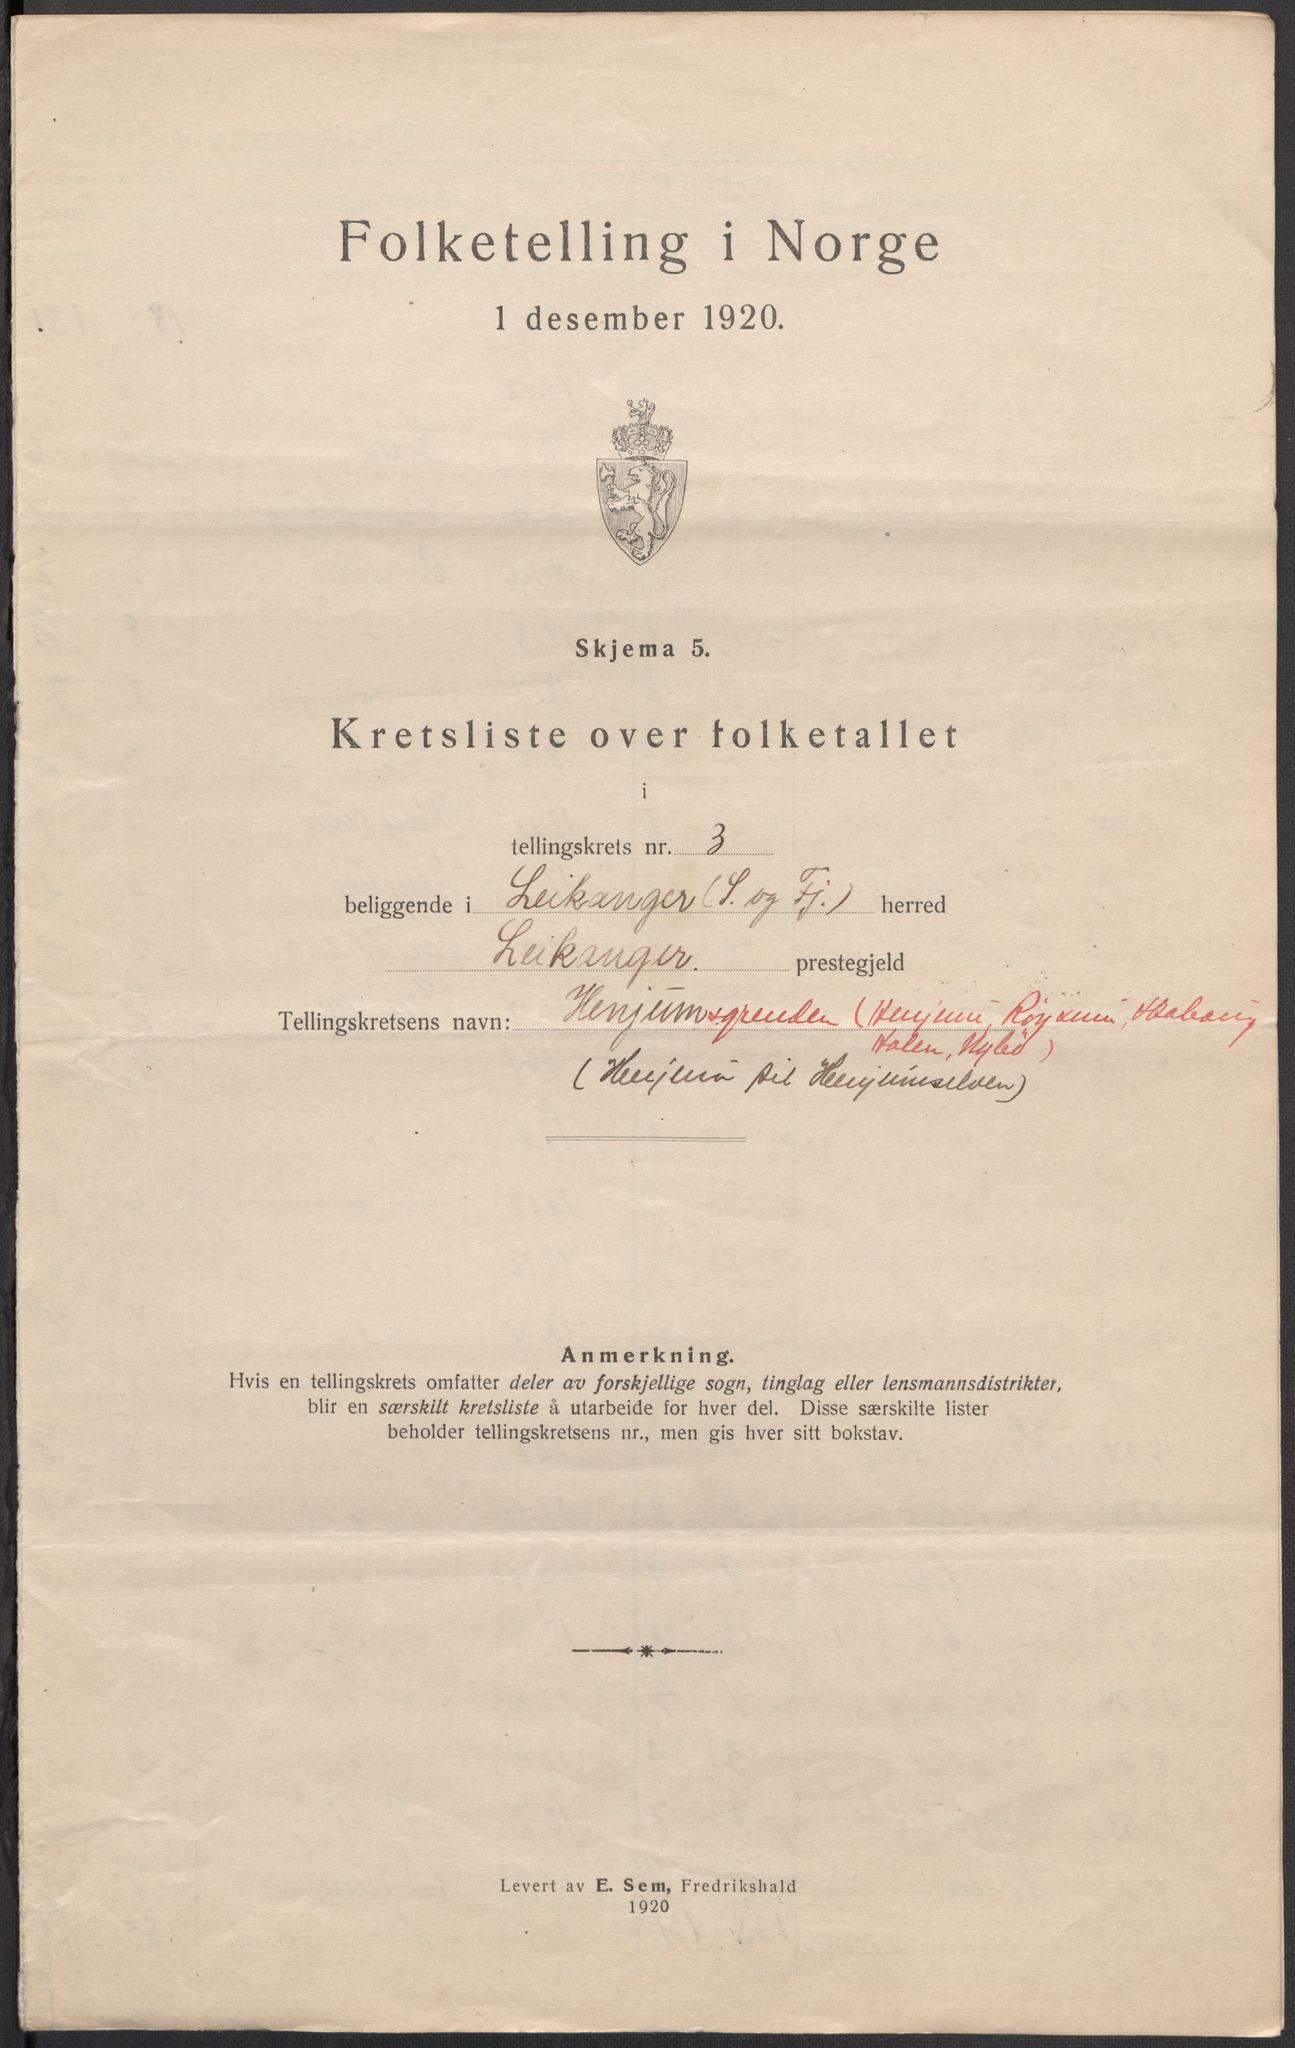 Folketelling i Norge
1 desember 1920.
Skjema 5.
Kretsliste over folketallet
i
tellingskrets nr. 3
beliggende i Leikanger (S. og Fj.) herred
Leikanger. prestegjeld
Tellingskretsens navn: Henjumsgrenden (Henjum,
Holen, Nybö)
(Henjum til Henjumselven)
Anmerkning.
Hvis en tellingskrets omfatter deler av forskjellige sogn, tinglag eller lensmannsdistrikter,
blir en særskilt kretsliste å utarbeide for hver del. Disse særskilte lister
beholder tellingskretsens nr., men gis hver sitt bokstav.
Levert av E. Sem, Fredrikshald
1920